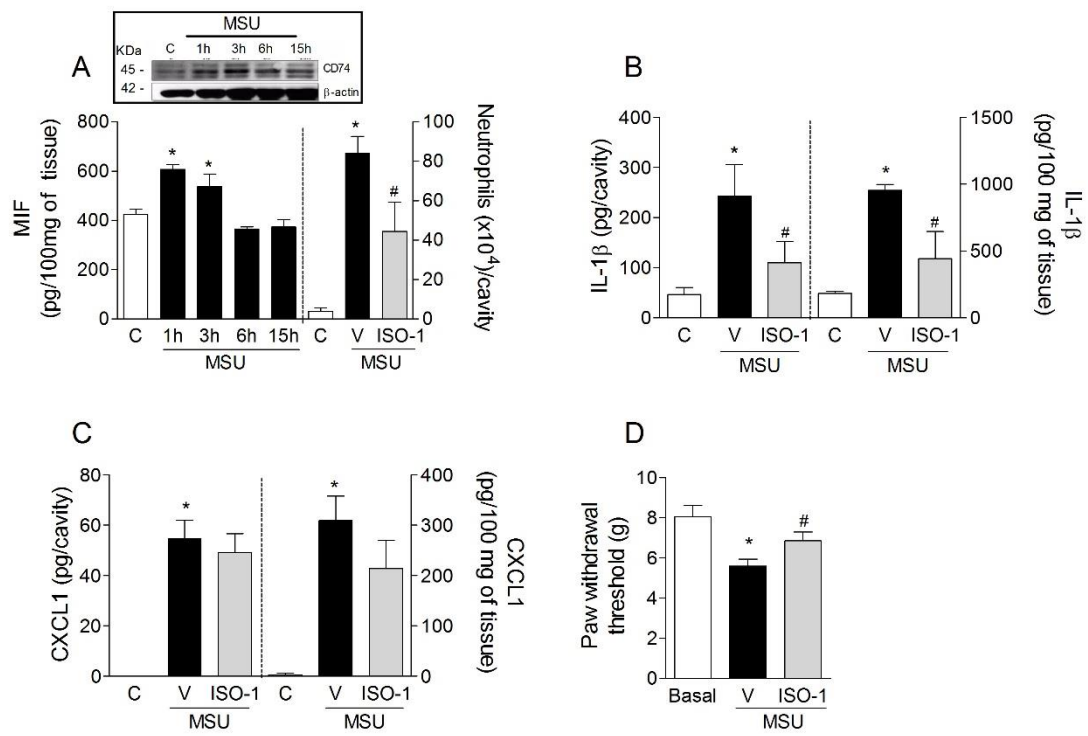 MSU
KDa C 1h 3h 6h 15h
45 - CD74
42 - β-actin
A
MIF
(pg/100mg of tissue)
800
600
400
200
0
C 1h 3h 6h 15h
MSU
* *
Neutrophils (x10⁴)/cavity
100
80
60
40
20
0
C V ISO-1
MSU
* #
B
IL-1β (pg/cavity)
400
300
200
100
0
C V ISO-1
MSU
* #
IL-1β
(pg/100 mg of tissue)
1500
1000
500
0
C V ISO-1
MSU
* #
C
CXCL1 (pg/cavity)
80
60
40
20
0
C V ISO-1
MSU
*
CXCL1
(pg/100 mg of tissue)
400
300
200
100
0
C V ISO-1
MSU
*
D
Paw withdrawal
threshold (g)
10
8
6
4
2
0
Basal V ISO-1
MSU
* #